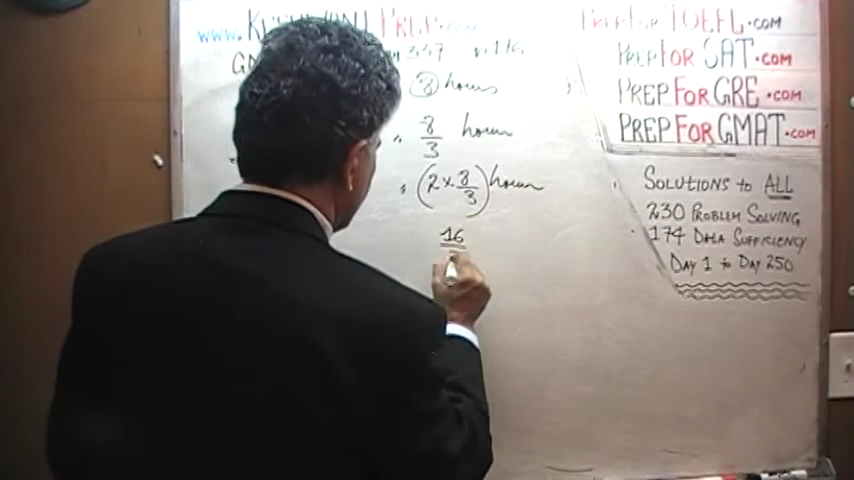 www. PREP.com
PREPFORTOEFL.com
PREPFORSAT.com
PREPFORGRE.com
PREPFORGMAT.com
8 hours
8/3 hours
(2 × 8/3) hours
16
SOLUTIONS to ALL
230 PROBLEM SOLVING
174 DATA SUFFICIENCY
DAY 1 to DAY 250